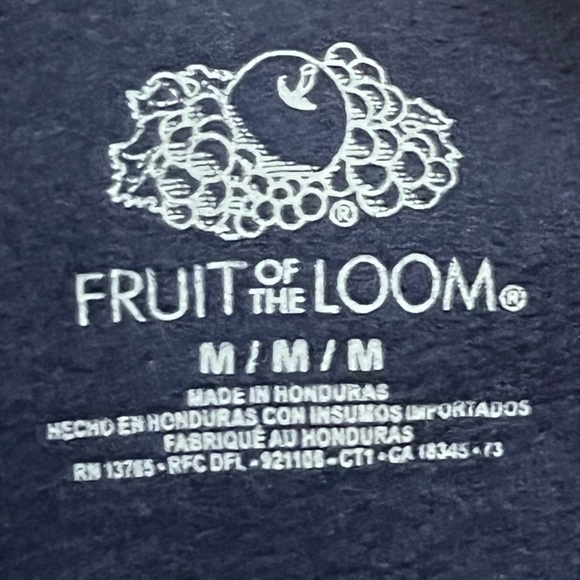 ®
FRUIT OF THE LOOM®
M / M / M
MADE IN HONDURAS
HECHO EN HONDURAS CON INSUMOS IMPORTADOS
FABRIQUÉ AU HONDURAS
RN 13765 • RFC DFL - 921108 - CT1 • CA 18345 - 73